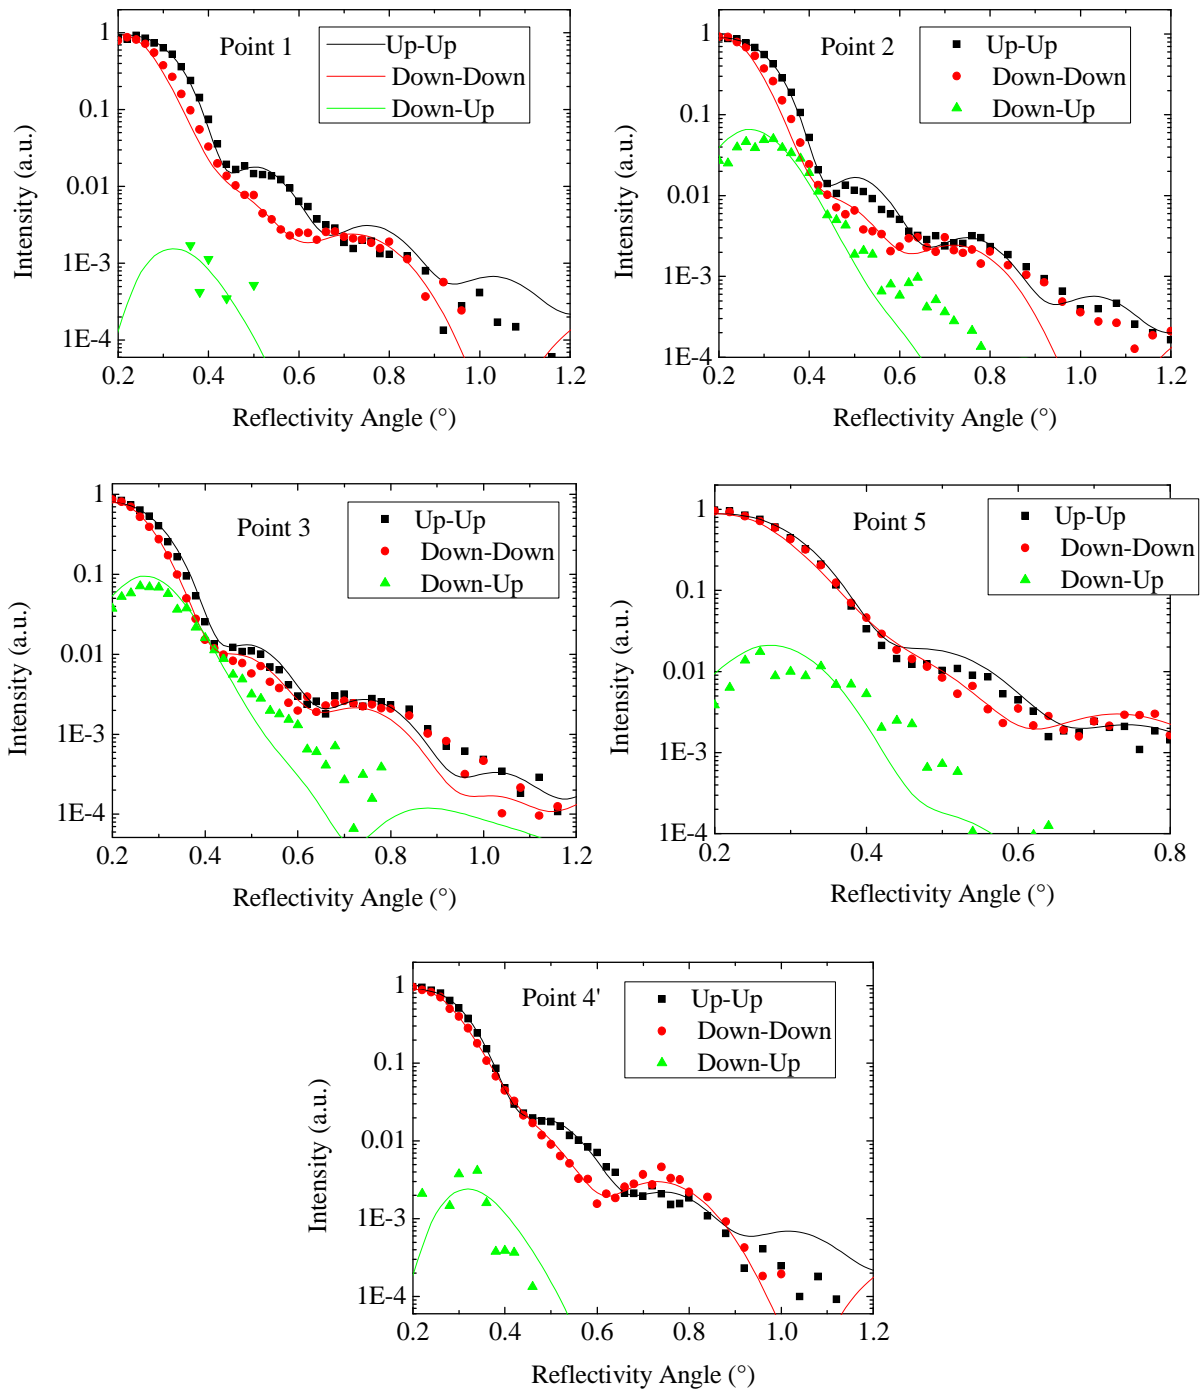 Point 1
Up-Up
Down-Down
Down-Up
1
0.1
0.01
1E-3
1E-4
Intensity (a.u.)
0.2 0.4 0.6 0.8 1.0 1.2
Reflectivity Angle (°)
Point 2
Up-Up
Down-Down
Down-Up
1
0.1
0.01
1E-3
1E-4
Intensity (a.u.)
0.2 0.4 0.6 0.8 1.0 1.2
Reflectivity Angle (°)
Point 3
Up-Up
Down-Down
Down-Up
1
0.1
0.01
1E-3
1E-4
Intensity (a.u.)
0.2 0.4 0.6 0.8 1.0 1.2
Reflectivity Angle (°)
Point 5
Up-Up
Down-Down
Down-Up
1
0.1
0.01
1E-3
1E-4
Intensity (a.u.)
0.2 0.4 0.6 0.8
Reflectivity Angle (°)
Point 4'
Up-Up
Down-Down
Down-Up
1
0.1
0.01
1E-3
1E-4
Intensity (a.u.)
0.2 0.4 0.6 0.8 1.0 1.2
Reflectivity Angle (°)